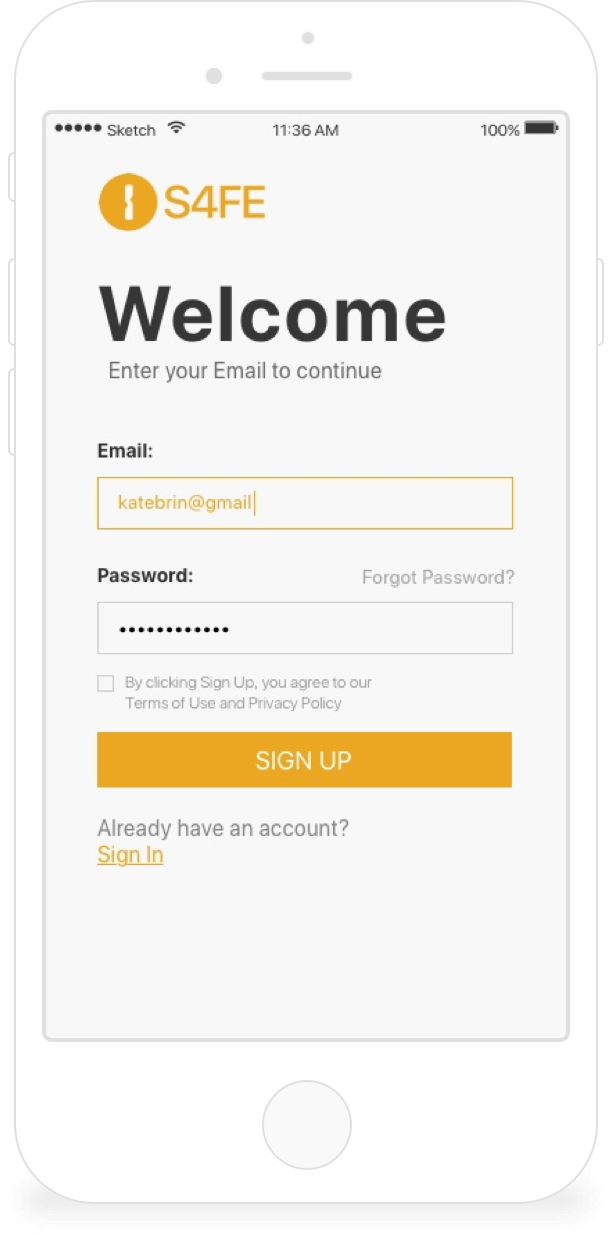 Sketch 11:36 AM 100%
S4FE
Welcome
Enter your Email to continue
Email:
katebrin@gmail
Password: Forgot Password?
••••••••••••
By clicking Sign Up, you agree to our
Terms of Use and Privacy Policy
SIGN UP
Already have an account?
Sign In